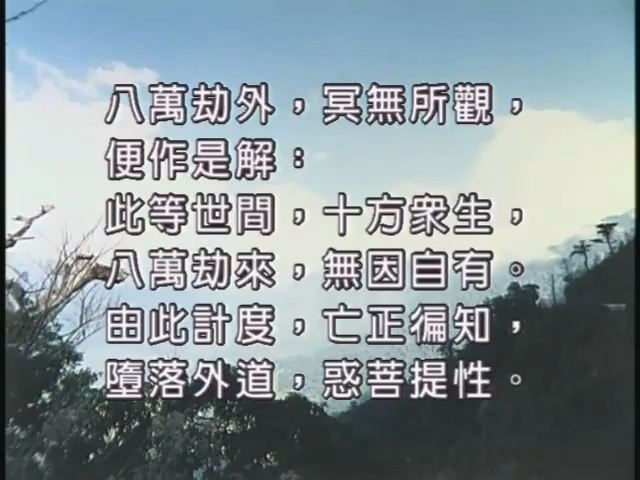 八萬劫外，冥無所觀，
便作是解：
此等世間，十方衆生，
八萬劫來，無因自有。
由此計度，亡正徧知，
墮落外道，惑菩提性。